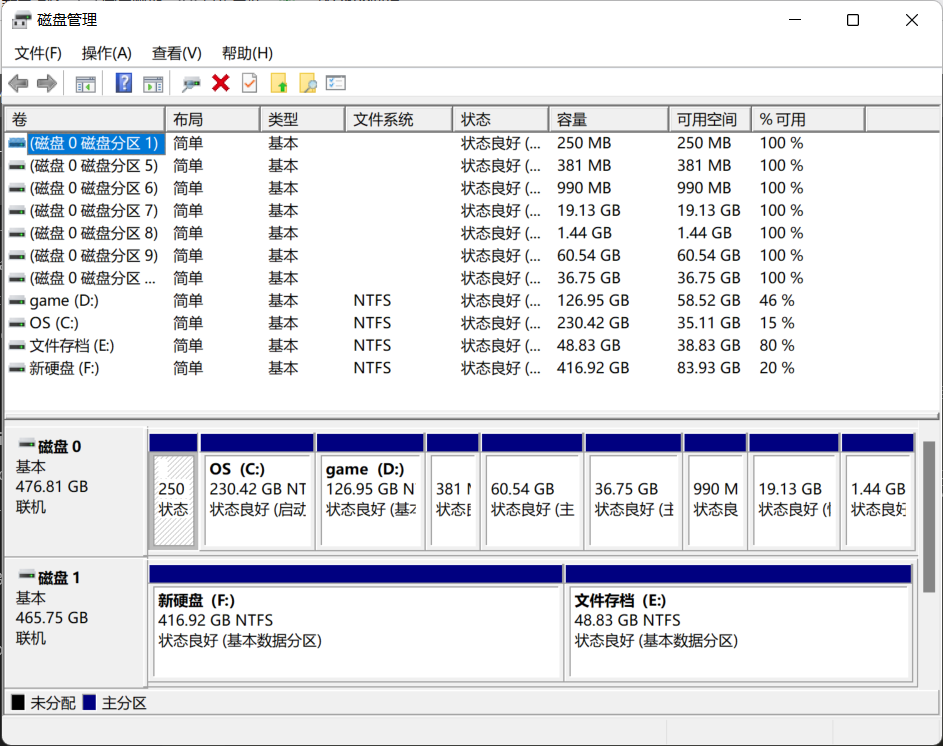 磁盘管理
文件(F) 操作(A) 查看(V) 帮助(H)
卷 布局 类型 文件系统 状态 容量 可用空间 % 可用
(磁盘 0 磁盘分区 1) 简单 基本 状态良好 (... 250 MB 250 MB 100 %
(磁盘 0 磁盘分区 5) 简单 基本 状态良好 (... 381 MB 381 MB 100 %
(磁盘 0 磁盘分区 6) 简单 基本 状态良好 (... 990 MB 990 MB 100 %
(磁盘 0 磁盘分区 7) 简单 基本 状态良好 (... 19.13 GB 19.13 GB 100 %
(磁盘 0 磁盘分区 8) 简单 基本 状态良好 (... 1.44 GB 1.44 GB 100 %
(磁盘 0 磁盘分区 9) 简单 基本 状态良好 (... 60.54 GB 60.54 GB 100 %
(磁盘 0 磁盘分区 ... 简单 基本 状态良好 (... 36.75 GB 36.75 GB 100 %
game (D:) 简单 基本 NTFS 状态良好 (... 126.95 GB 58.52 GB 46 %
OS (C:) 简单 基本 NTFS 状态良好 (... 230.42 GB 35.11 GB 15 %
文件存档 (E:) 简单 基本 NTFS 状态良好 (... 48.83 GB 38.83 GB 80 %
新硬盘 (F:) 简单 基本 NTFS 状态良好 (... 416.92 GB 83.93 GB 20 %
磁盘 0
基本
476.81 GB
联机
250
状态
OS (C:)
230.42 GB NT
状态良好 (启动
game (D:)
126.95 GB N
状态良好 (基本
381
状态
60.54 GB
状态良好 (主
36.75 GB
状态良好 (主
990 M
状态良
19.13 GB
状态良好 (
1.44 GB
状态良好
磁盘 1
基本
465.75 GB
联机
新硬盘 (F:)
416.92 GB NTFS
状态良好 (基本数据分区)
文件存档 (E:)
48.83 GB NTFS
状态良好 (基本数据分区)
未分配 主分区